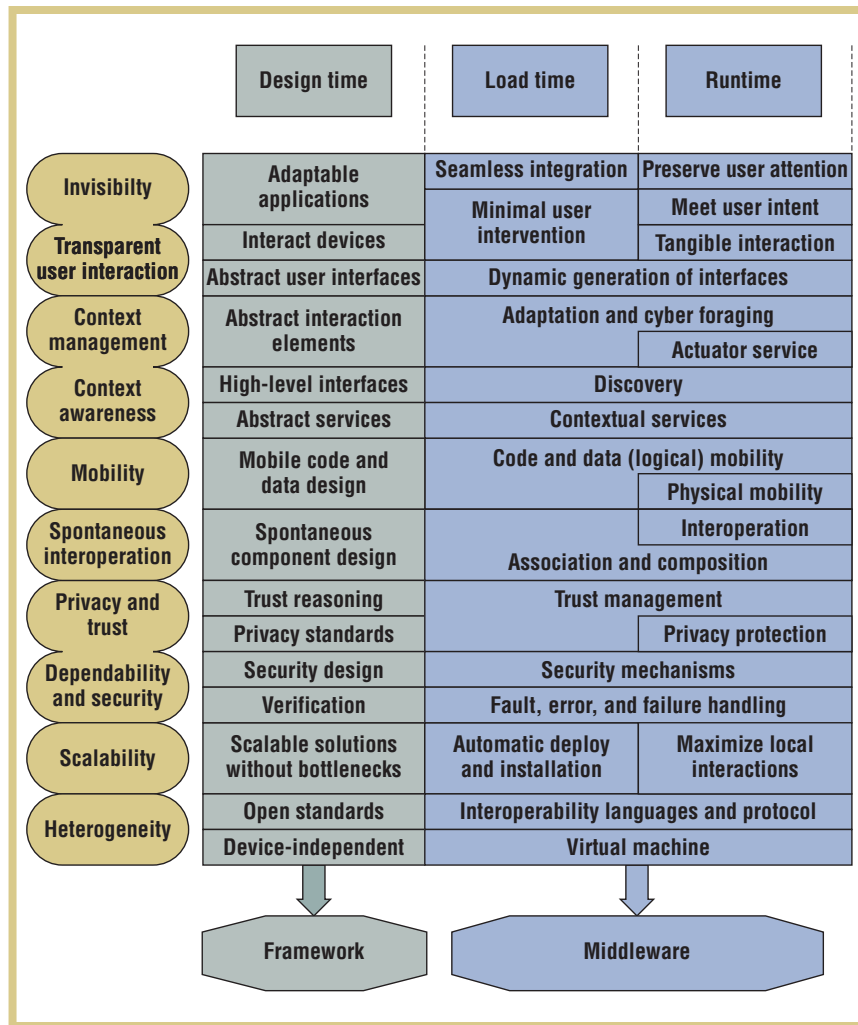 Design time
Load time
Runtime
Invisibilty
Adaptable
applications
Seamless integration
Preserve user attention
Minimal user
intervention
Meet user intent
Transparent
user interaction
Interact devices
Tangible interaction
Abstract user interfaces
Dynamic generation of interfaces
Context
management
Abstract interaction
elements
Adaptation and cyber foraging
Actuator service
Context
awareness
High-level interfaces
Discovery
Abstract services
Contextual services
Mobility
Mobile code and
data design
Code and data (logical) mobility
Physical mobility
Spontaneous
interoperation
Spontaneous
component design
Interoperation
Association and composition
Privacy and
trust
Trust reasoning
Trust management
Privacy standards
Privacy protection
Dependability
and security
Security design
Security mechanisms
Verification
Fault, error, and failure handling
Scalability
Scalable solutions
without bottlenecks
Automatic deploy
and installation
Maximize local
interactions
Heterogeneity
Open standards
Interoperability languages and protocol
Device-independent
Virtual machine
Framework
Middleware